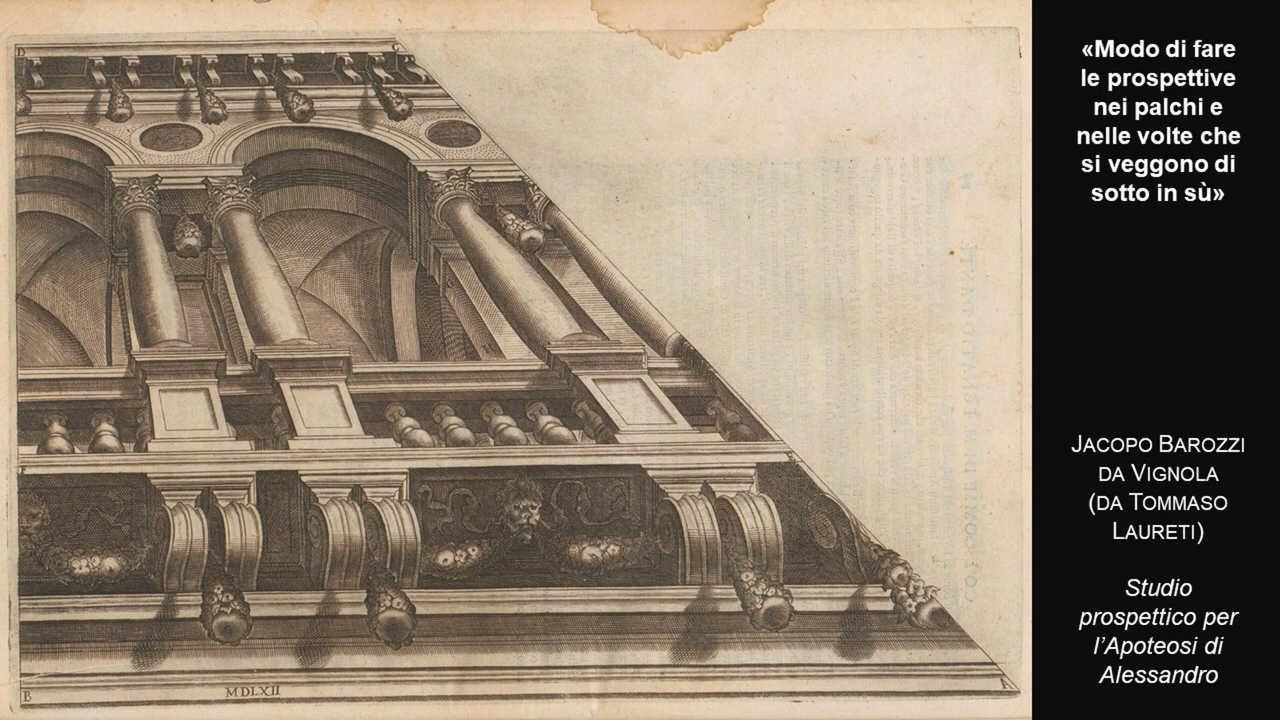 «Modo di fare
le prospettive
nei palchi e
nelle volte che
si veggono di
sotto in sù»
JACOPO BAROZZI
DA VIGNOLA
(DA TOMMASO
LAURETI)
Studio
prospettico per
l’Apoteosi di
Alessandro
D
C
B
MDLXII